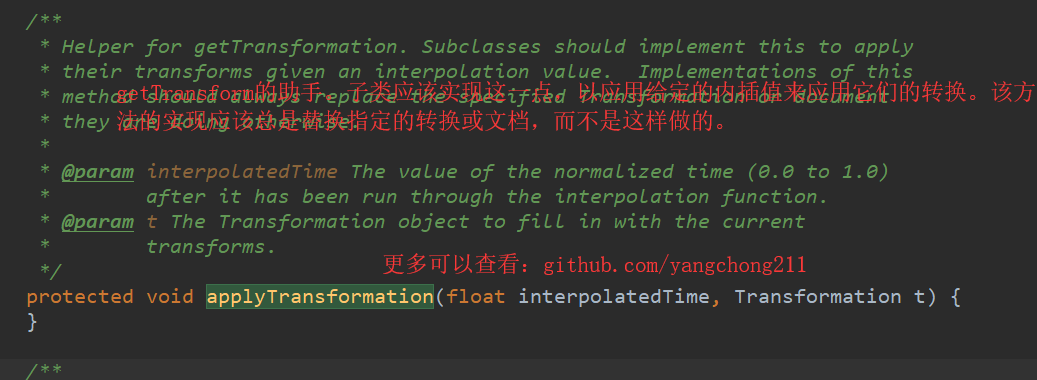 /**
* Helper for getTransformation. Subclasses should implement this to apply
* their transforms given an interpolation value.  Implementations of this
* method should always replace the specified Transformation or document
getTransform的助手。子类应该实现这一点，以应用给定的内插值来应用它们的转换。该方
* they are doing otherwise.
法的实现应该总是替换指定的转换或文档，而不是这样做的。
*
* @param interpolatedTime The value of the normalized time (0.0 to 1.0)
*        after it has been run through the interpolation function.
* @param t The Transformation object to fill in with the current
*        transforms.
更多可以查看：github.com/yangchong211
*/
protected void applyTransformation(float interpolatedTime, Transformation t) {
}
/**